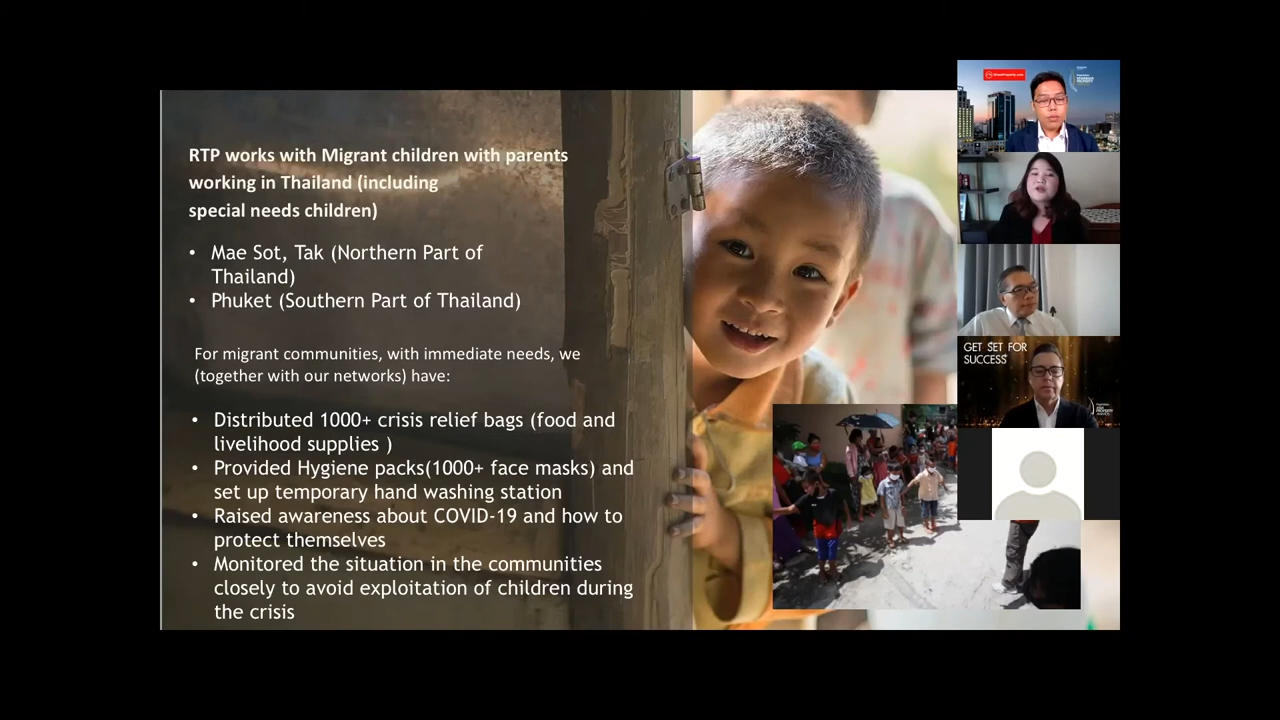 RTP works with Migrant children with parents
working in Thailand (including
special needs children)
• Mae Sot, Tak (Northern Part of
Thailand)
• Phuket (Southern Part of Thailand)
For migrant communities, with immediate needs, we
(together with our networks) have:
• Distributed 1000+ crisis relief bags (food and
livelihood supplies )
• Provided Hygiene packs(1000+ face masks) and
set up temporary hand washing station
• Raised awareness about COVID-19 and how to
protect themselves
• Monitored the situation in the communities
closely to avoid exploitation of children during
the crisis
GET SET FOR
SUCCESS